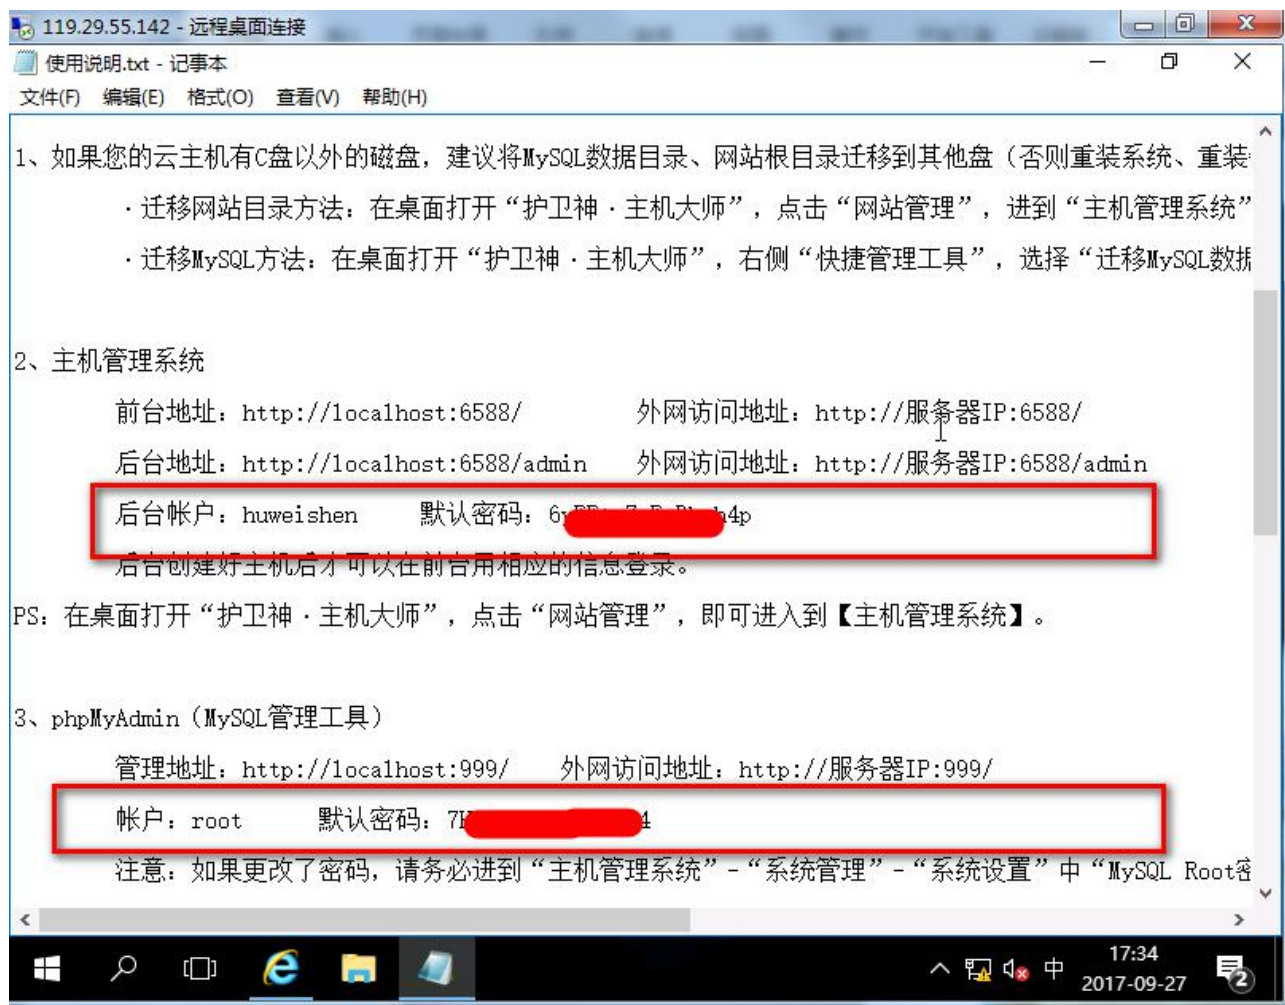 119.29.55.142 - 远程桌面连接
使用说明.txt - 记事本
文件(F) 编辑(E) 格式(O) 查看(V) 帮助(H)
1、如果您的云主机有C盘以外的磁盘，建议将MySQL数据目录、网站根目录迁移到其他盘（否则重装系统、重装
·迁移网站目录方法：在桌面打开“护卫神·主机大师”，点击“网站管理”，进到“主机管理系统”
·迁移MySQL方法：在桌面打开“护卫神·主机大师”，右侧“快捷管理工具”，选择“迁移MySQL数据
2、主机管理系统
前台地址：http://localhost:6588/ 外网访问地址：http://服务器IP:6588/
后台地址：http://localhost:6588/admin 外网访问地址：http://服务器IP:6588/admin
后台帐户：huweishen 默认密码：6y h4p
后台创建好主机后才可以在前台用相应的信息登录。
PS：在桌面打开“护卫神·主机大师”，点击“网站管理”，即可进入到【主机管理系统】。
3、phpMyAdmin（MySQL管理工具）
管理地址：http://localhost:999/ 外网访问地址：http://服务器IP:999/
帐户：root 默认密码：7H 4
注意：如果更改了密码，请务必进到“主机管理系统”-“系统管理”-“系统设置”中“MySQL Root密
中
17:34
2017-09-27
2